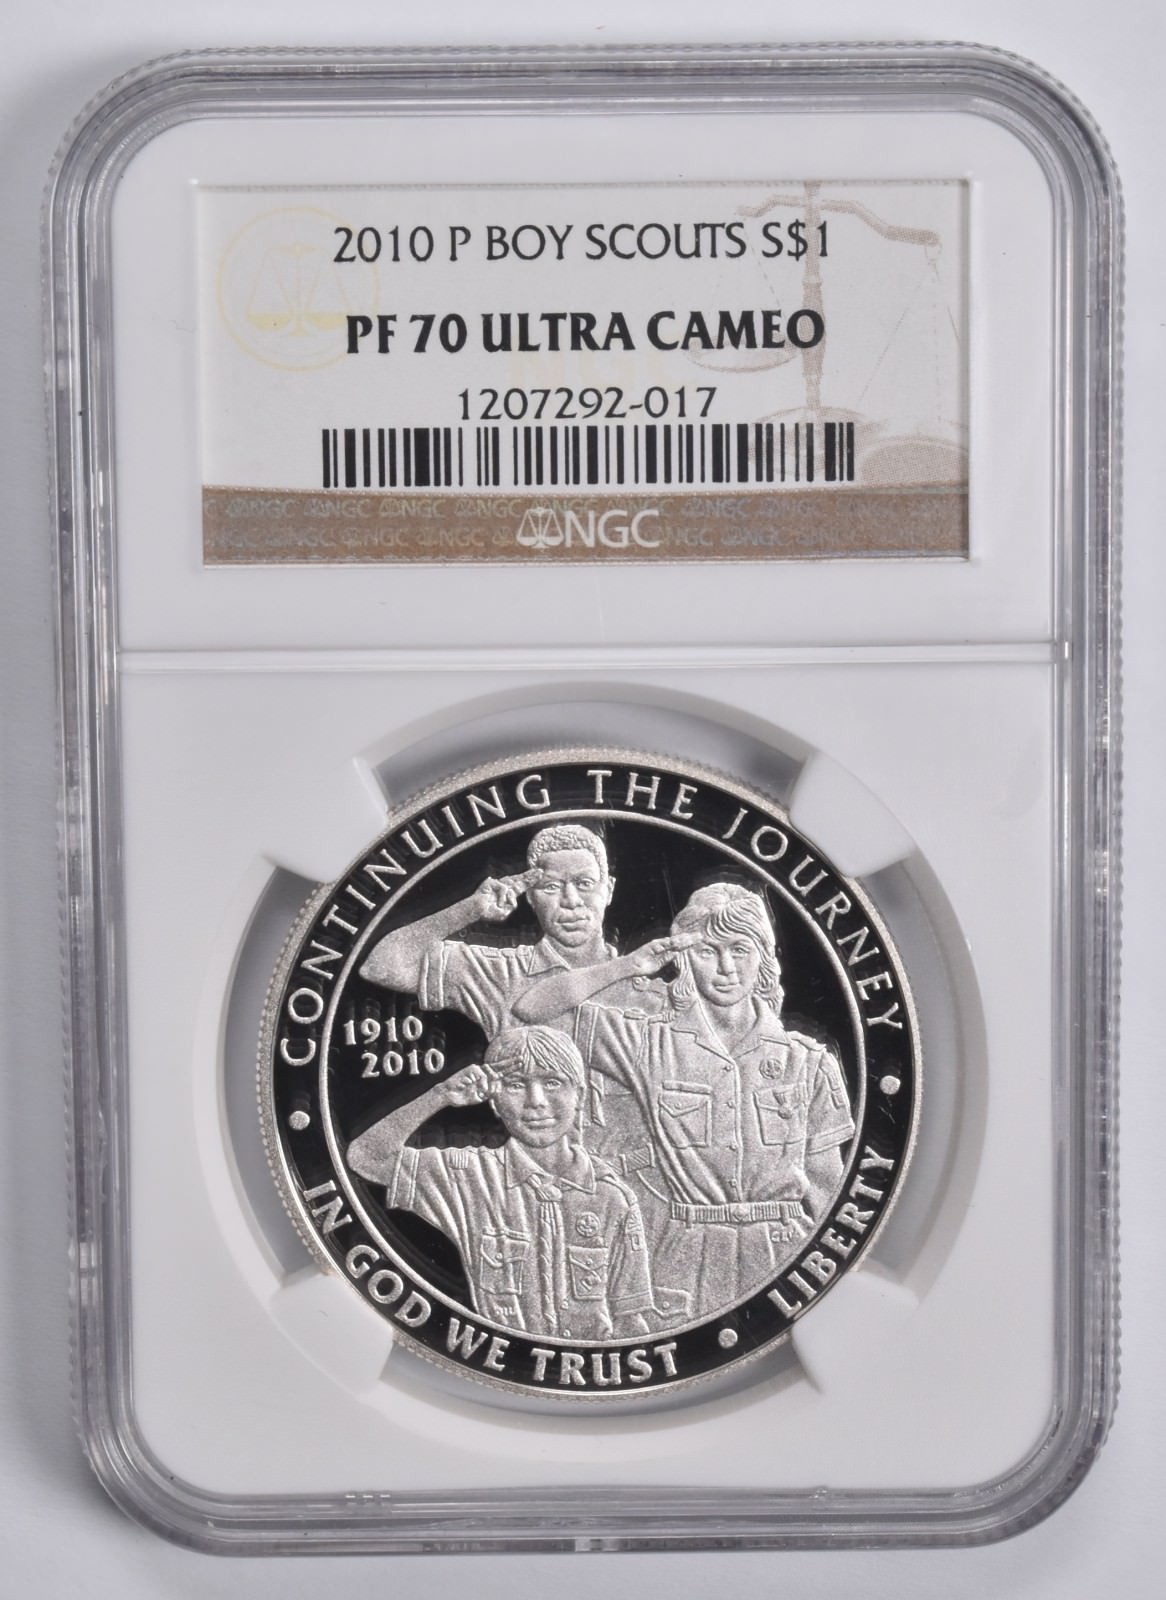 2010 P BOY SCOUTS S$1
PF 70 ULTRA CAMEO
1207292-017
NGC
CONTINUING THE JOURNEY
1910
2010
IN GOD WE TRUST
LIBERTY